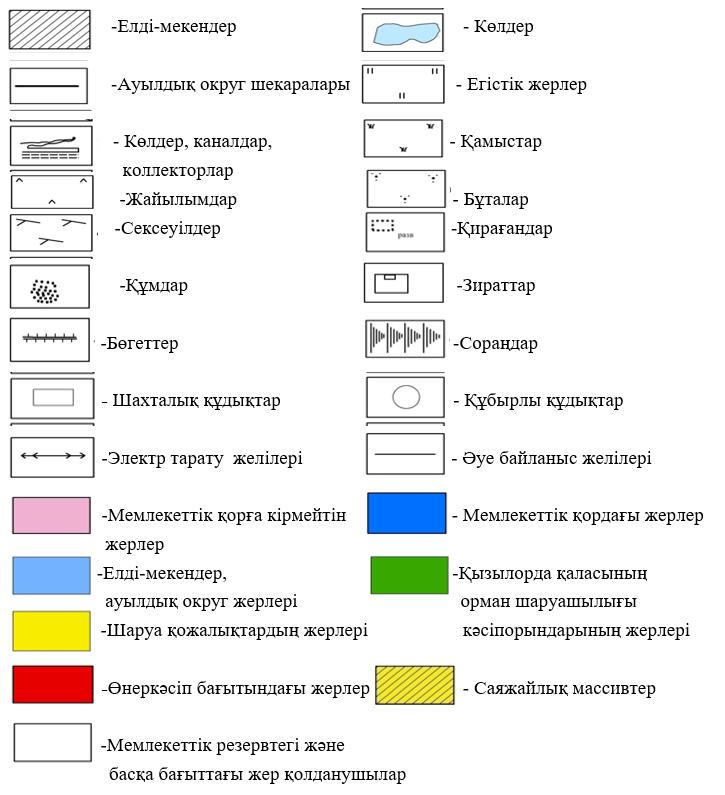 -Елді-мекендер
- Көлдер
-Ауылдық округ шекаралары
- Егістік жерлер
- Көлдер, каналдар,
коллекторлар
- Қамыстар
-Жайылымдар
- Бұталар
-Сексеуілдер
-Қирағандар
разв
-Құмдар
-Зираттар
-Бөгеттер
-Сораңдар
- Шахталық құдықтар
- Құбырлы құдықтар
-Электр тарату желілері
- Әуе байланыс желілері
-Мемлекеттік қорға кірмейтін
жерлер
- Мемлекеттік қордағы жерлер
-Елді-мекендер,
ауылдық округ жерлері
-Қызылорда қаласының
орман шаруашылығы
кәсіпорындарының жерлері
-Шаруа қожалықтардың жерлері
-Өнеркәсіп бағытындағы жерлер
- Саяжайлық массивтер
-Мемлекеттік резервтегі және
басқа бағыттағы жер қолданушылар